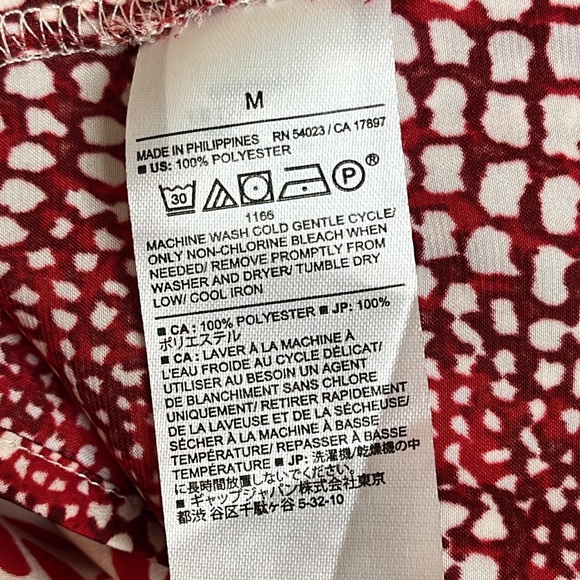 M
MADE IN PHILIPPINES RN 54023 / CA 17897
■ US: 100% POLYESTER
30 P ®
1166
MACHINE WASH COLD GENTLE CYCLE/
ONLY NON-CHLORINE BLEACH WHEN
NEEDED/ REMOVE PROMPTLY FROM
WASHER AND DRYER/ TUMBLE DRY
LOW/ COOL IRON
■ CA : 100% POLYESTER ■ JP: 100%
ポリエステル
■ CA : LAVER À LA MACHINE À
L'EAU FROIDE AU CYCLE DÉLICAT/
UTILISER AU BESOIN UN AGENT
DE BLANCHIMENT SANS CHLORE
UNIQUEMENT/ RETIRER RAPIDEMENT
DE LA LAVEUSE ET DE LA SÉCHEUSE/
SÉCHER À LA MACHINE À BASSE
TEMPÉRATURE/ REPASSER À BASSE
TEMPÉRATURE ■ JP: 洗濯機/乾燥機の中
に長時間放置しないでください。
■ ギャップジャパン株式会社東京
都渋 谷区千駄ヶ谷 5-32-10